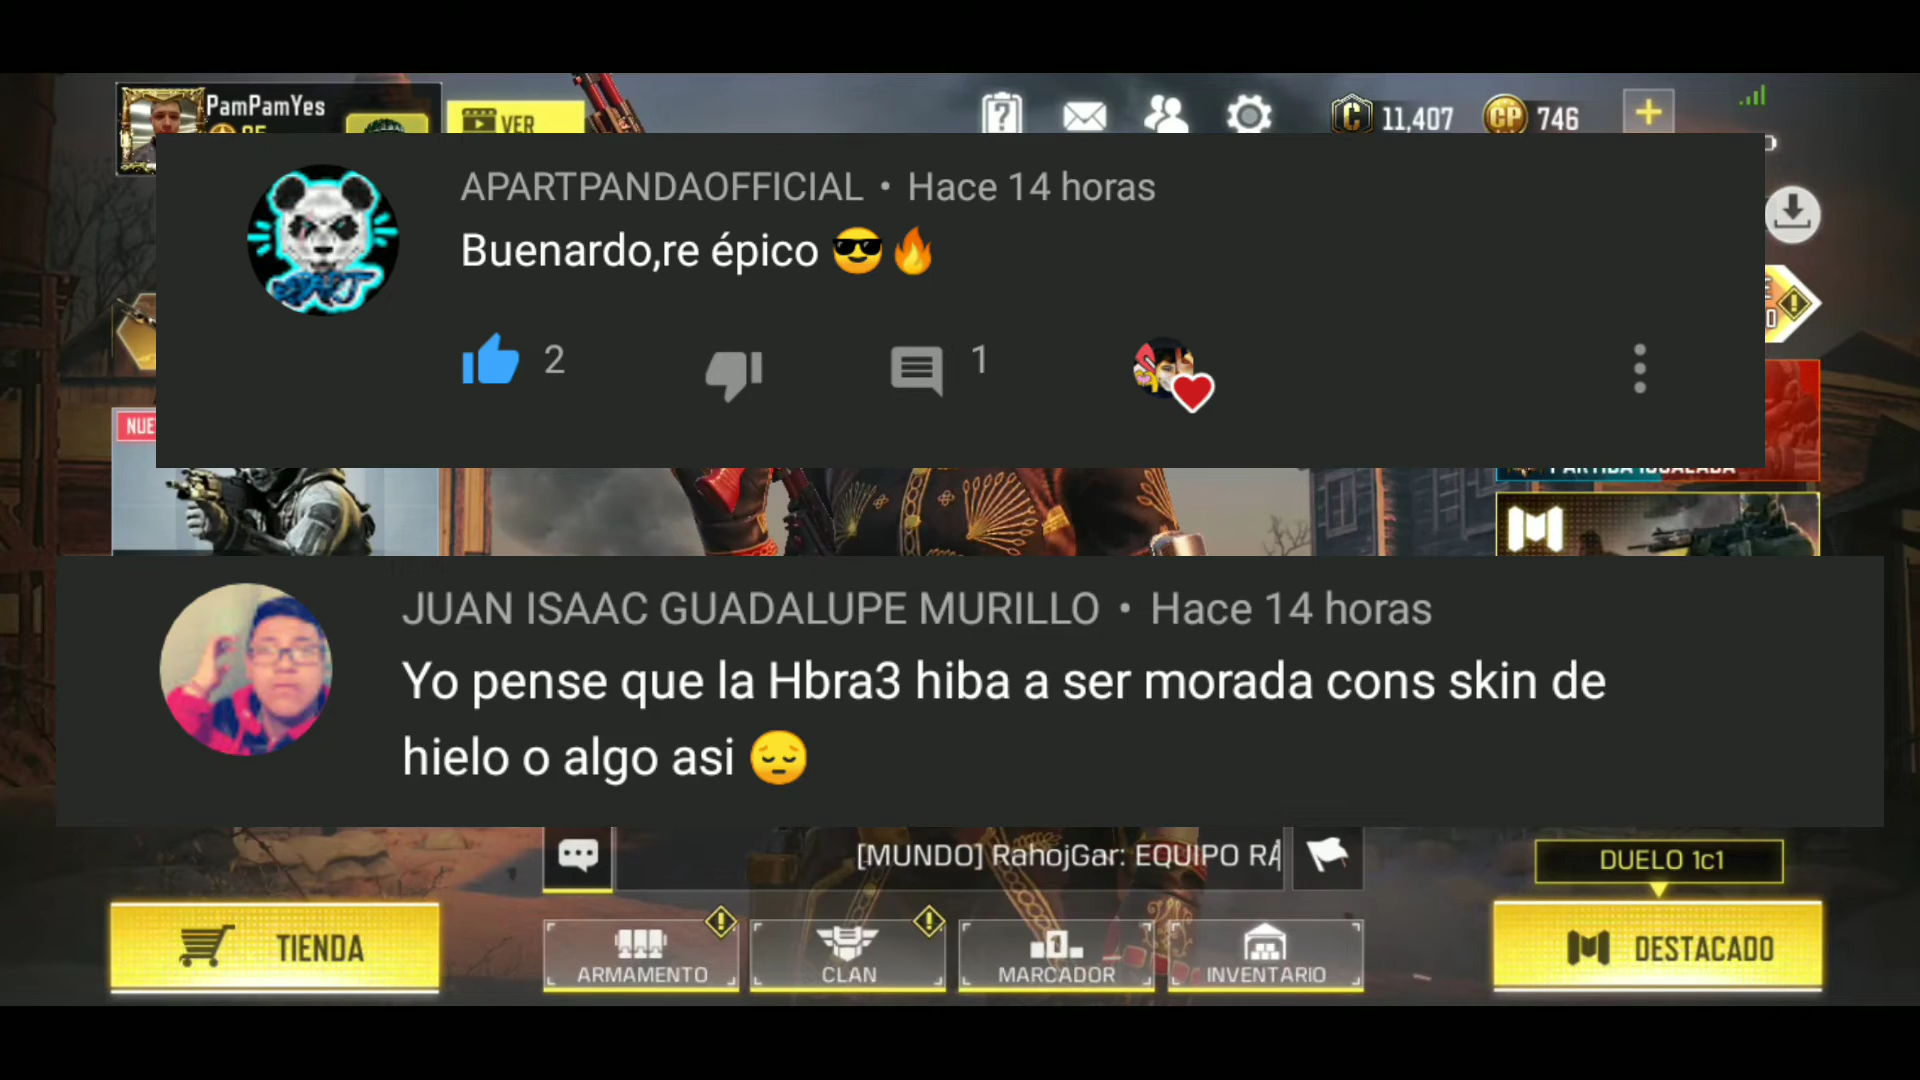 PamPamYes
VER
11,407
CP
746
APARTPANDAOFFICIAL • Hace 14 horas
Buenardo,re épico 😎🔥
2
1
NUE
JUAN ISAAC GUADALUPE MURILLO • Hace 14 horas
Yo pense que la Hbra3 hiba a ser morada cons skin de
hielo o algo asi 😔
[MUNDO] RahojGar: EQUIPO RÁ
DUELO 1c1
TIENDA
ARMAMENTO
CLAN
MARCADOR
INVENTARIO
DESTACADO